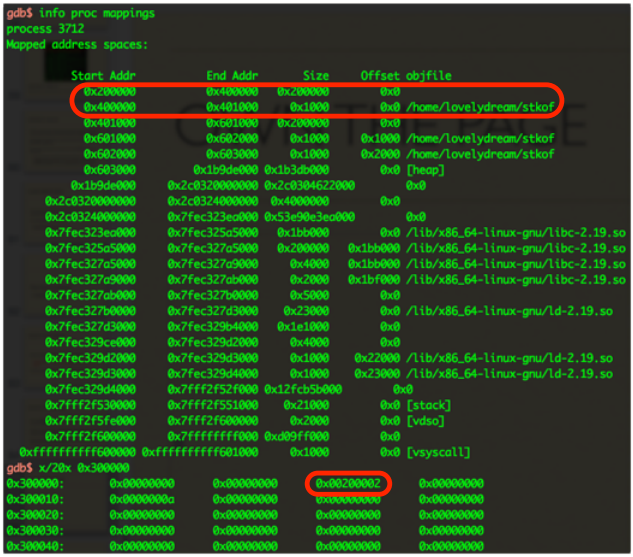 gdb$ info proc mappings
process 3712
Mapped address spaces:
Start Addr End Addr Size Offset objfile
0x200000 0x400000 0x200000 0x0
0x400000 0x401000 0x1000 0x0 /home/lovelydream/stkof
0x401000 0x601000 0x200000 0x0
0x601000 0x602000 0x1000 0x1000 /home/lovelydream/stkof
0x602000 0x603000 0x1000 0x2000 /home/lovelydream/stkof
0x603000 0x1b9de000 0x1b3db000 0x0 [heap]
0x1b9de000 0x2c0320000000 0x2c0304622000 0x0
0x2c0320000000 0x2c0324000000 0x4000000 0x0
0x2c0324000000 0x7fec323ea000 0x53e90e3ea000 0x0
0x7fec323ea000 0x7fec325a5000 0x1bb000 0x0 /lib/x86_64-linux-gnu/libc-2.19.so
0x7fec325a5000 0x7fec327a5000 0x200000 0x1bb000 /lib/x86_64-linux-gnu/libc-2.19.so
0x7fec327a5000 0x7fec327a9000 0x4000 0x1bb000 /lib/x86_64-linux-gnu/libc-2.19.so
0x7fec327a9000 0x7fec327ab000 0x2000 0x1bf000 /lib/x86_64-linux-gnu/libc-2.19.so
0x7fec327ab000 0x7fec327b0000 0x5000 0x0
0x7fec327b0000 0x7fec327d3000 0x23000 0x0 /lib/x86_64-linux-gnu/ld-2.19.so
0x7fec327d3000 0x7fec329b4000 0x1e1000 0x0
0x7fec329ce000 0x7fec329d2000 0x4000 0x0
0x7fec329d2000 0x7fec329d3000 0x1000 0x22000 /lib/x86_64-linux-gnu/ld-2.19.so
0x7fec329d3000 0x7fec329d4000 0x1000 0x23000 /lib/x86_64-linux-gnu/ld-2.19.so
0x7fec329d4000 0x7fff2f52f000 0x12fcb5b000 0x0
0x7fff2f530000 0x7fff2f551000 0x21000 0x0 [stack]
0x7fff2f5fe000 0x7fff2f600000 0x2000 0x0 [vdso]
0x7fff2f600000 0x7ffffffff000 0xd09ff000 0x0
0xffffffffff600000 0xffffffffff601000 0x1000 0x0 [vsyscall]
gdb$ x/20x 0x300000
0x300000: 0x00000000 0x00000000 0x00200002 0x00000000
0x300010: 0x0000000a 0x00000000 0x00000000 0x00000000
0x300020: 0x00000000 0x00000000 0x00000000 0x00000000
0x300030: 0x00000000 0x00000000 0x00000000 0x00000000
0x300040: 0x00000000 0x00000000 0x00000000 0x00000000